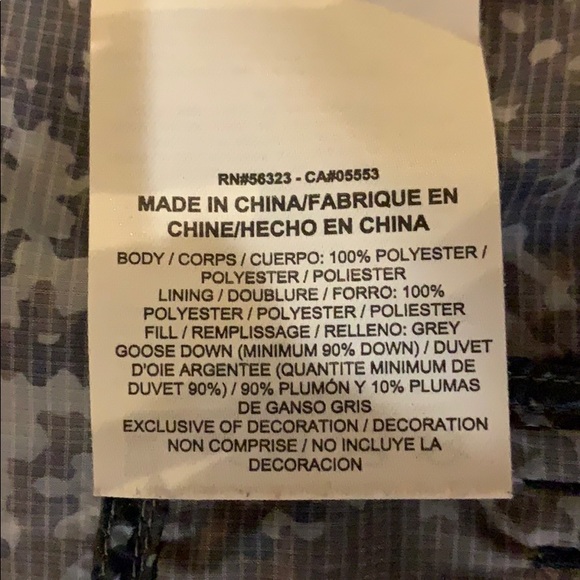 RN#56323 - CA#05553
MADE IN CHINA/FABRIQUE EN
CHINE/HECHO EN CHINA
BODY / CORPS / CUERPO: 100% POLYESTER /
POLYESTER / POLIESTER
LINING / DOUBLURE / FORRO: 100%
POLYESTER / POLYESTER / POLIESTER
FILL / REMPLISSAGE / RELLENO: GREY
GOOSE DOWN (MINIMUM 90% DOWN) / DUVET
D'OIE ARGENTEE (QUANTITE MINIMUM DE
DUVET 90%) / 90% PLUMÓN Y 10% PLUMAS
DE GANSO GRIS
EXCLUSIVE OF DECORATION / DECORATION
NON COMPRISE / NO INCLUYE LA
DECORACION